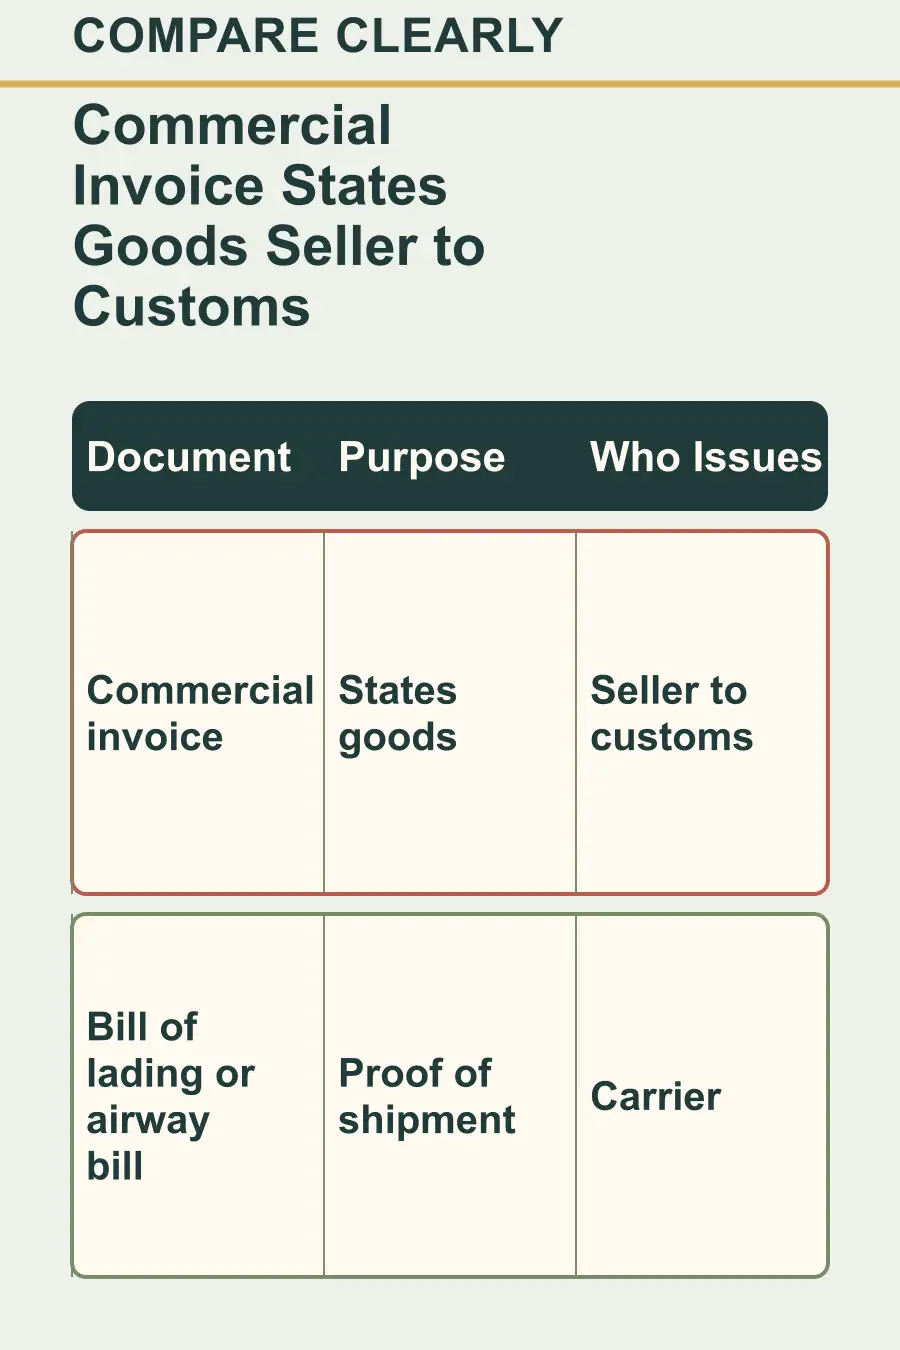 COMPARE CLEARLY
Commercial
Invoice States
Goods Seller to
Customs
Document Purpose Who Issues
Commercial
invoice
States
goods
Seller to
customs
Bill of
lading or
airway
bill
Proof of
shipment
Carrier